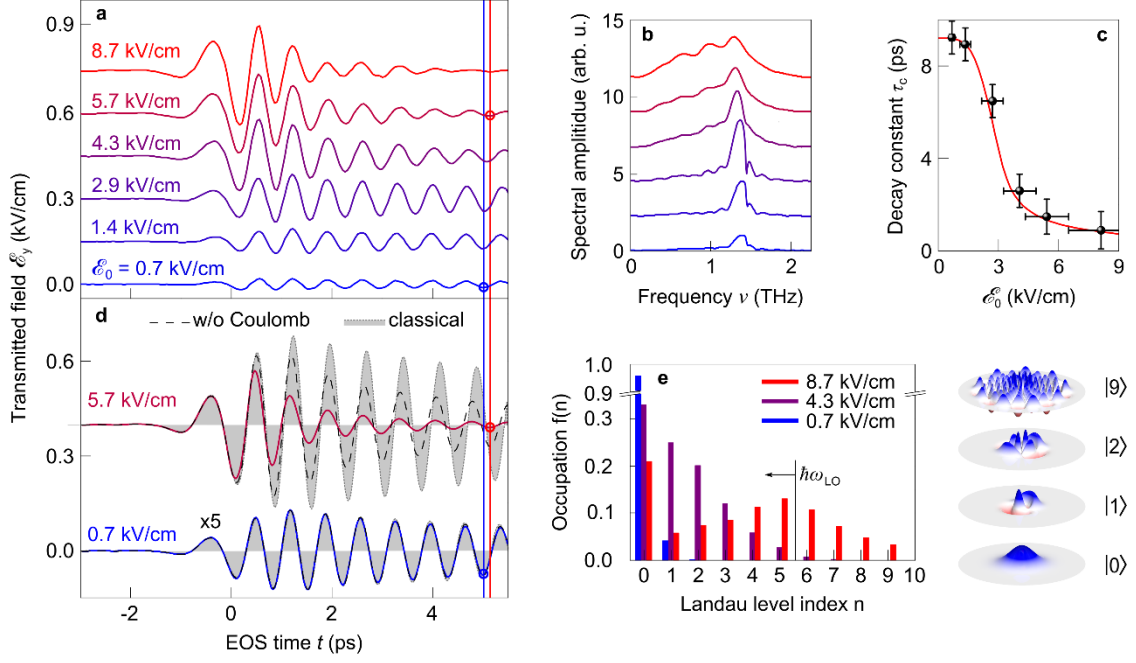 a
0.9
8.7 kV/cm
0.6
5.7 kV/cm
4.3 kV/cm
0.3
2.9 kV/cm
1.4 kV/cm
ℰ₀ = 0.7 kV/cm
0.0
Transmitted field ℰy (kV/cm)
d
w/o Coulomb
classical
0.6
5.7 kV/cm
0.3
x5
0.7 kV/cm
0.0
-2 0 2 4
EOS time t (ps)
b
15
10
5
0
Spectral amplitidue (arb. u.)
0 1 2
Frequency ν (THz)
c
9
6
3
0
Decay constant τc (ps)
0 3 6 9
ℰ₀ (kV/cm)
e
1.0
0.9
0.3
0.2
0.1
0.0
Occupation f(n)
8.7 kV/cm
4.3 kV/cm
0.7 kV/cm
ħωLO
0 1 2 3 4 5 6 7 8 9 10
Landau level index n
|9⟩
|2⟩
|1⟩
|0⟩